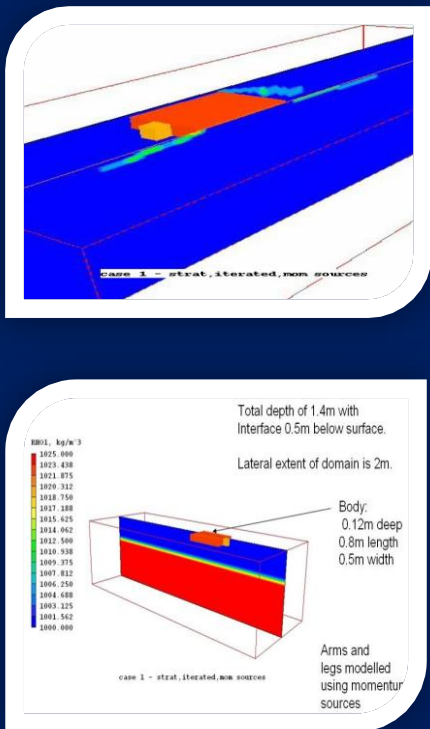 case 1 - strat,iterated,mom sources
Total depth of 1.4m with
Interface 0.5m below surface.
Lateral extent of domain is 2m.
RHO1, kg/m^3
1025.000
1023.438
1021.875
1020.312
1018.750
1017.188
1015.625
1014.062
1012.500
1010.938
1009.375
1007.812
1006.250
1004.688
1003.125
1001.562
1000.000
Body:
0.12m deep
0.8m length
0.5m width
Arms and
legs modelled
using momentum
sources
case 1 - strat,iterated,mom sources